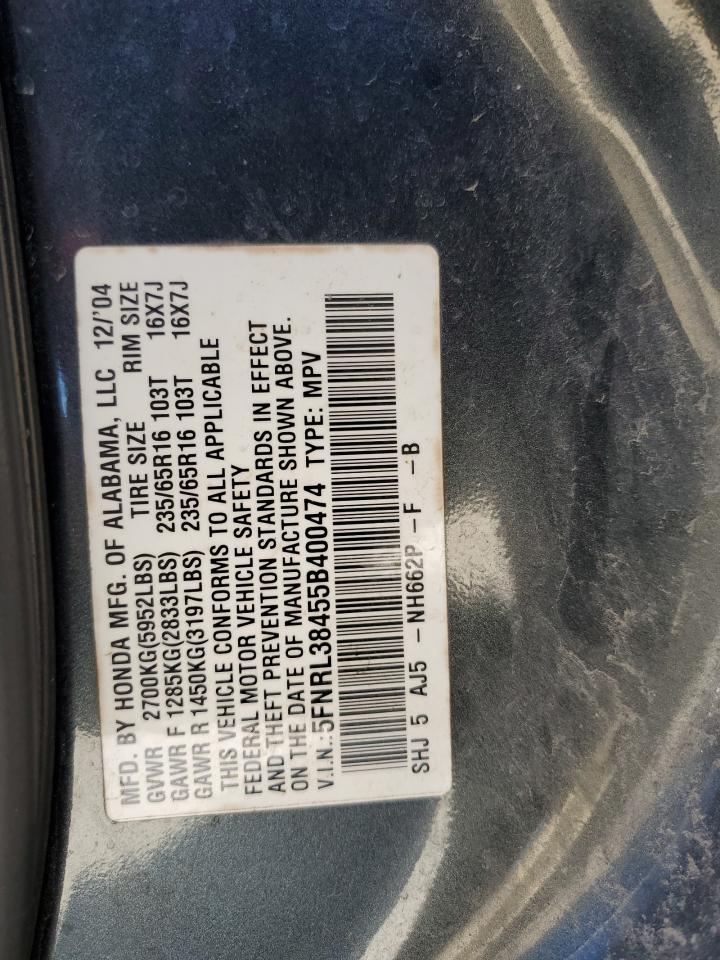 MFD. BY HONDA MFG. OF ALABAMA, LLC 12/'04
GVWR 2700KG(5952LBS) TIRE SIZE RIM SIZE
GAWR F 1285KG(2833LBS) 235/65R16 103T 16X7J
GAWR R 1450KG(3197LBS) 235/65R16 103T 16X7J
THIS VEHICLE CONFORMS TO ALL APPLICABLE
FEDERAL MOTOR VEHICLE SAFETY
AND THEFT PREVENTION STANDARDS IN EFFECT
ON THE DATE OF MANUFACTURE SHOWN ABOVE.
V.I.N.:5FNRL38455B400474 TYPE: MPV
SHJ 5 AJ5 -NH662P -F -B